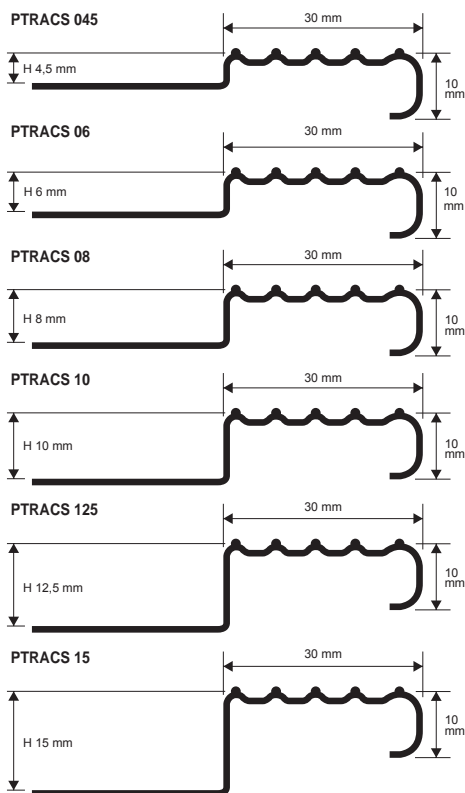 PTRACS 045
30 mm
H 4,5 mm
10
mm
PTRACS 06
30 mm
H 6 mm
10
mm
PTRACS 08
30 mm
H 8 mm
10
mm
PTRACS 10
30 mm
H 10 mm
10
mm
PTRACS 125
30 mm
H 12,5 mm
10
mm
PTRACS 15
30 mm
H 15 mm
10
mm